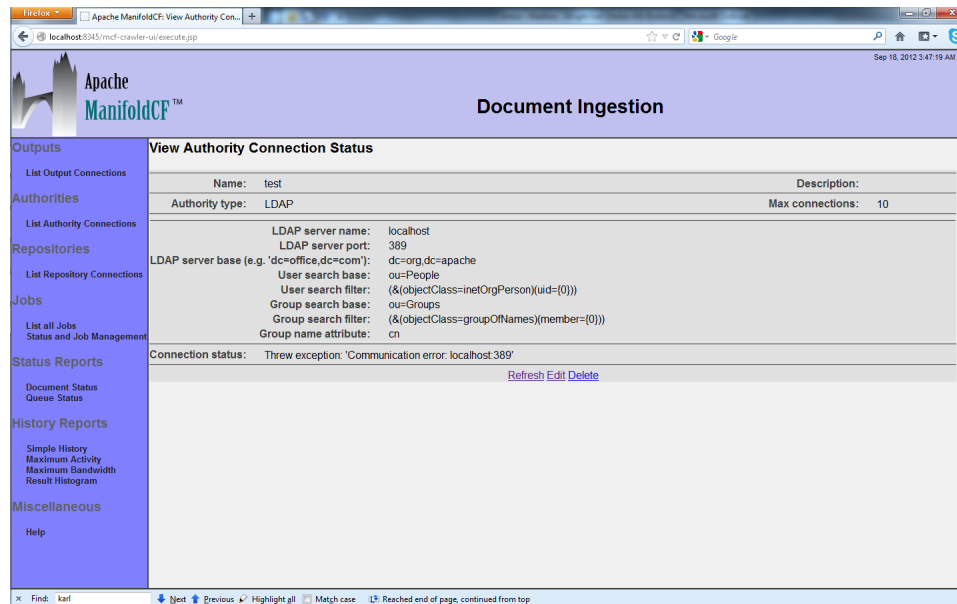 Firefox
Apache ManifoldCF: View Authority Con...
localhost:8345/mcf-crawler-ui/execute.jsp
Google
Sep 18, 2012 3:47:19 AM
Apache
ManifoldCF™
Document Ingestion
Outputs
List Output Connections
Authorities
List Authority Connections
Repositories
List Repository Connections
Jobs
List all Jobs
Status and Job Management
Status Reports
Document Status
Queue Status
History Reports
Simple History
Maximum Activity
Maximum Bandwidth
Result Histogram
Miscellaneous
Help
View Authority Connection Status
Name: test Description:
Authority type: LDAP Max connections: 10
LDAP server name: localhost
LDAP server port: 389
LDAP server base (e.g. 'dc=office,dc=com'): dc=org,dc=apache
User search base: ou=People
User search filter: (&(objectClass=inetOrgPerson)(uid={0}))
Group search base: ou=Groups
Group search filter: (&(objectClass=groupOfNames)(member={0}))
Group name attribute: cn
Connection status: Threw exception: 'Communication error: localhost:389'
Refresh Edit Delete
× Find: karl Next Previous Highlight all Match case Reached end of page, continued from top